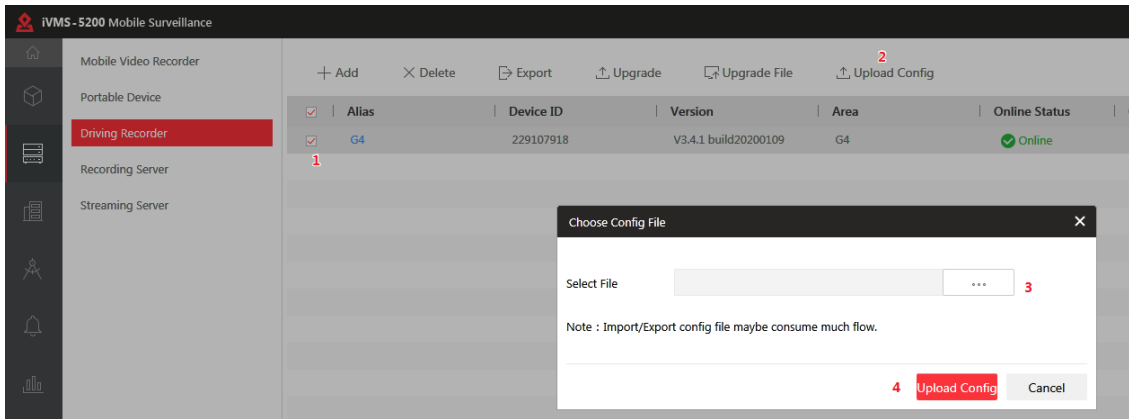 iVMS-5200 Mobile Surveillance
Mobile Video Recorder
Portable Device
Driving Recorder
Recording Server
Streaming Server
2
Add Delete Export Upgrade Upgrade File Upload Config
Alias Device ID Version Area Online Status
G4 229107918 V3.4.1 build20200109 G4 Online
1
Choose Config File
Select File ... 3
Note : Import/Export config file maybe consume much flow.
4 Upload Config Cancel